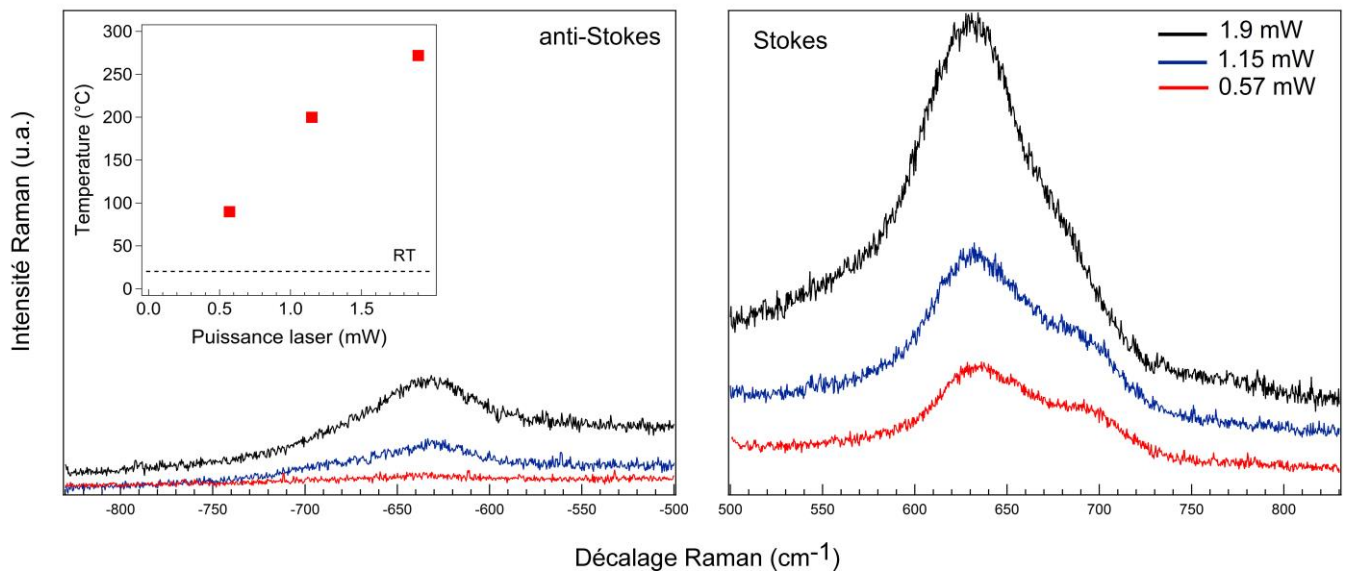 300
250
200
150
100
50
0
Temperature (°C)
RT
0.0 0.5 1.0 1.5
Puissance laser (mW)
anti-Stokes
Stokes
1.9 mW
1.15 mW
0.57 mW
Intensité Raman (u.a.)
-800 -750 -700 -650 -600 -550 -500
500 550 600 650 700 750 800
Décalage Raman (cm-1)